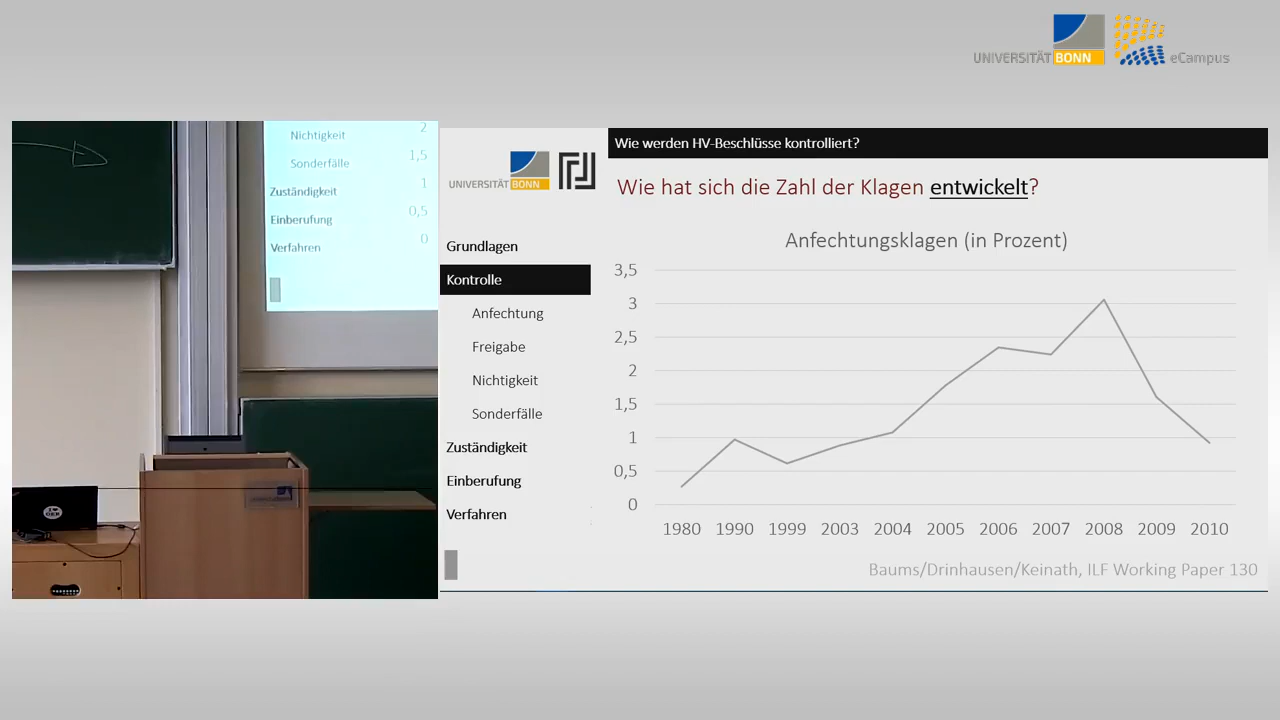 UNIVERSITÄT BONN
eCampus
Nichtigkeit 2
Sonderfälle 1,5
Zuständigkeit 1
Einberufung 0,5
Verfahren 0
UNIVERSITÄT BONN
Grundlagen
Kontrolle
Anfechtung
Freigabe
Nichtigkeit
Sonderfälle
Zuständigkeit
Einberufung
Verfahren
Wie werden HV-Beschlüsse kontrolliert?
Wie hat sich die Zahl der Klagen entwickelt?
Anfechtungsklagen (in Prozent)
3,5
3
2,5
2
1,5
1
0,5
0
1980 1990 1999 2003 2004 2005 2006 2007 2008 2009 2010
Baums/Drinhausen/Keinath, ILF Working Paper 130